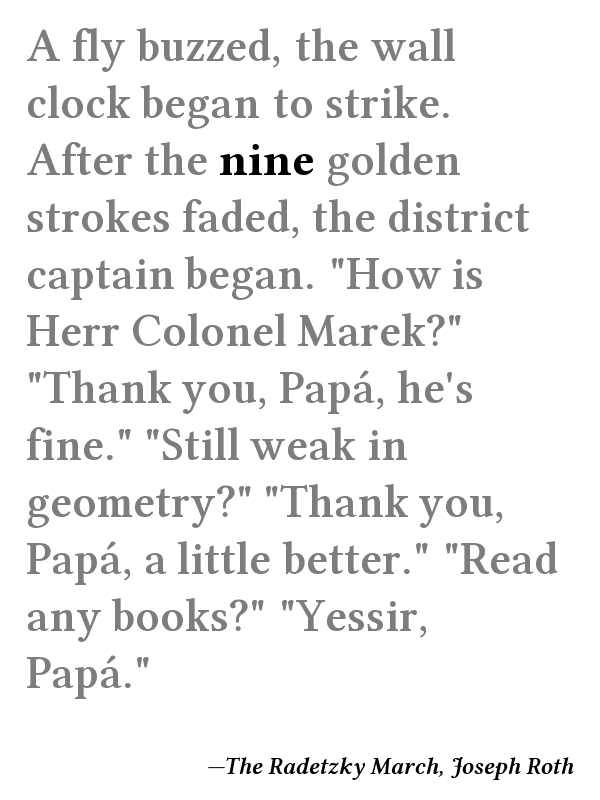 A fly buzzed, the wall
clock began to strike.
After the nine golden
strokes faded, the district
captain began. "How is
Herr Colonel Marek?"
"Thank you, Papá, he's
fine." "Still weak in
geometry?" "Thank you,
Papá, a little better." "Read
any books?" "Yessir,
Papá."
—The Radetzky March, Joseph Roth